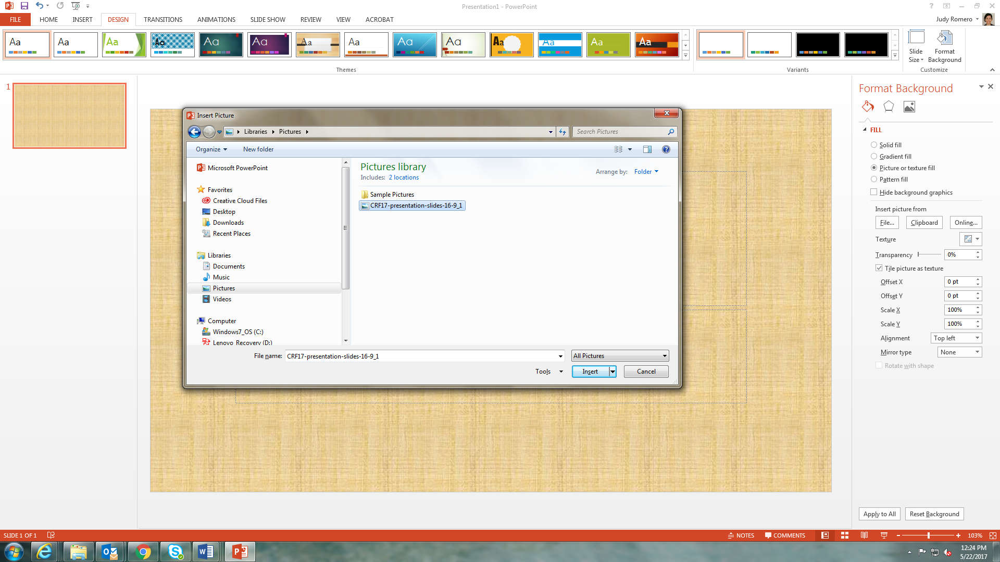 Presentation1 - PowerPoint
FILE HOME INSERT DESIGN TRANSITIONS ANIMATIONS SLIDE SHOW REVIEW VIEW ACROBAT
Judy Romero
Aa Aa Aa Aa Aa Aa Aa Aa Aa Aa Aa Aa Aa Aa
Slide Size
Format Background
Themes
Variants
Customize
1
Insert Picture
Libraries Pictures
Search Pictures
Organize New folder
Microsoft PowerPoint
Favorites
Creative Cloud Files
Desktop
Downloads
Recent Places
Libraries
Documents
Music
Pictures
Videos
Computer
Windows7_OS (C:)
Lenovo_Recovery (D:)
Pictures library
Includes: 2 locations
Arrange by: Folder
Sample Pictures
CRF17-presentation-slides-16-9_1
File name: CRF17-presentation-slides-16-9_1
All Pictures
Tools Insert Cancel
Format Background
FILL
Solid fill
Gradient fill
Picture or texture fill
Pattern fill
Hide background graphics
Insert picture from
File... Clipboard Online...
Texture
Transparency 0%
Tile picture as texture
Offset X 0 pt
Offset Y 0 pt
Scale X 100%
Scale Y 100%
Alignment Top left
Mirror type None
Rotate with shape
Apply to All Reset Background
SLIDE 1 OF 1
NOTES COMMENTS 103%
12:24 PM
5/22/2017